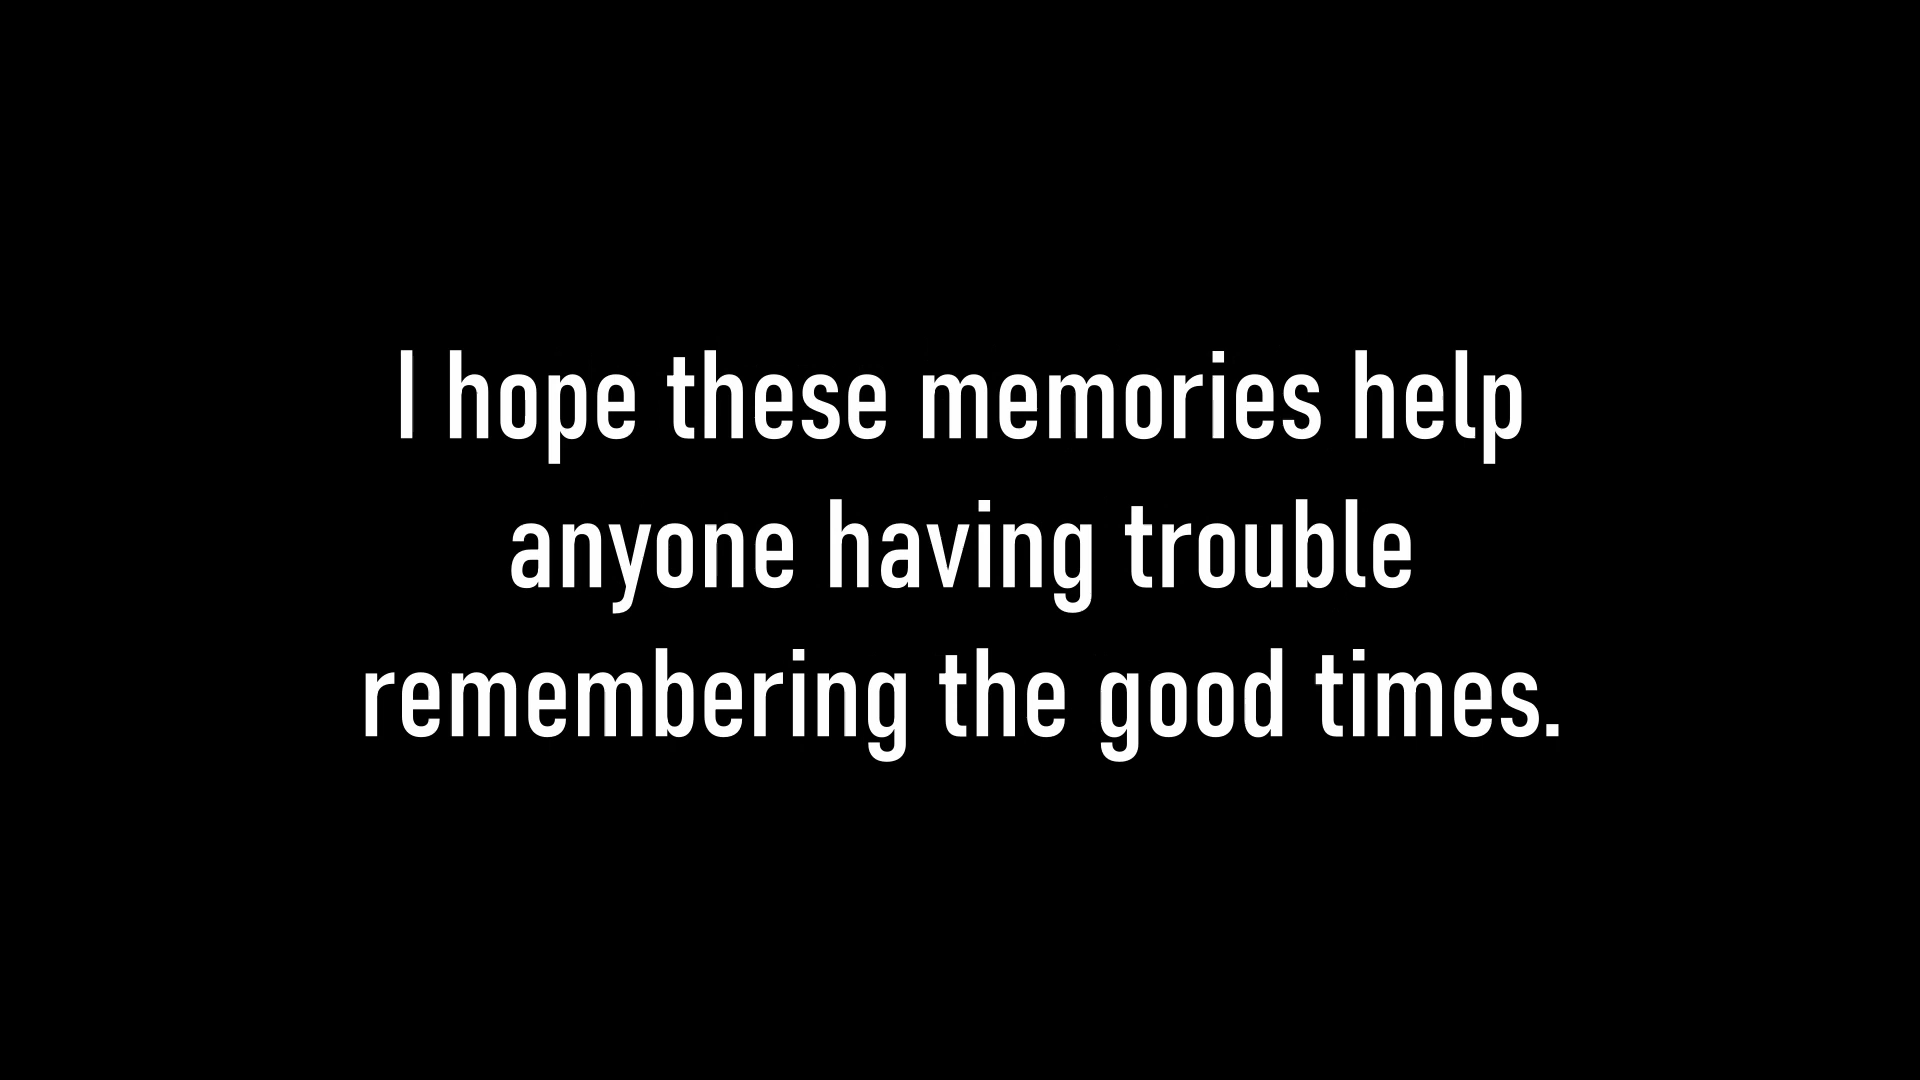 I hope these memories help
anyone having trouble
remembering the good times.